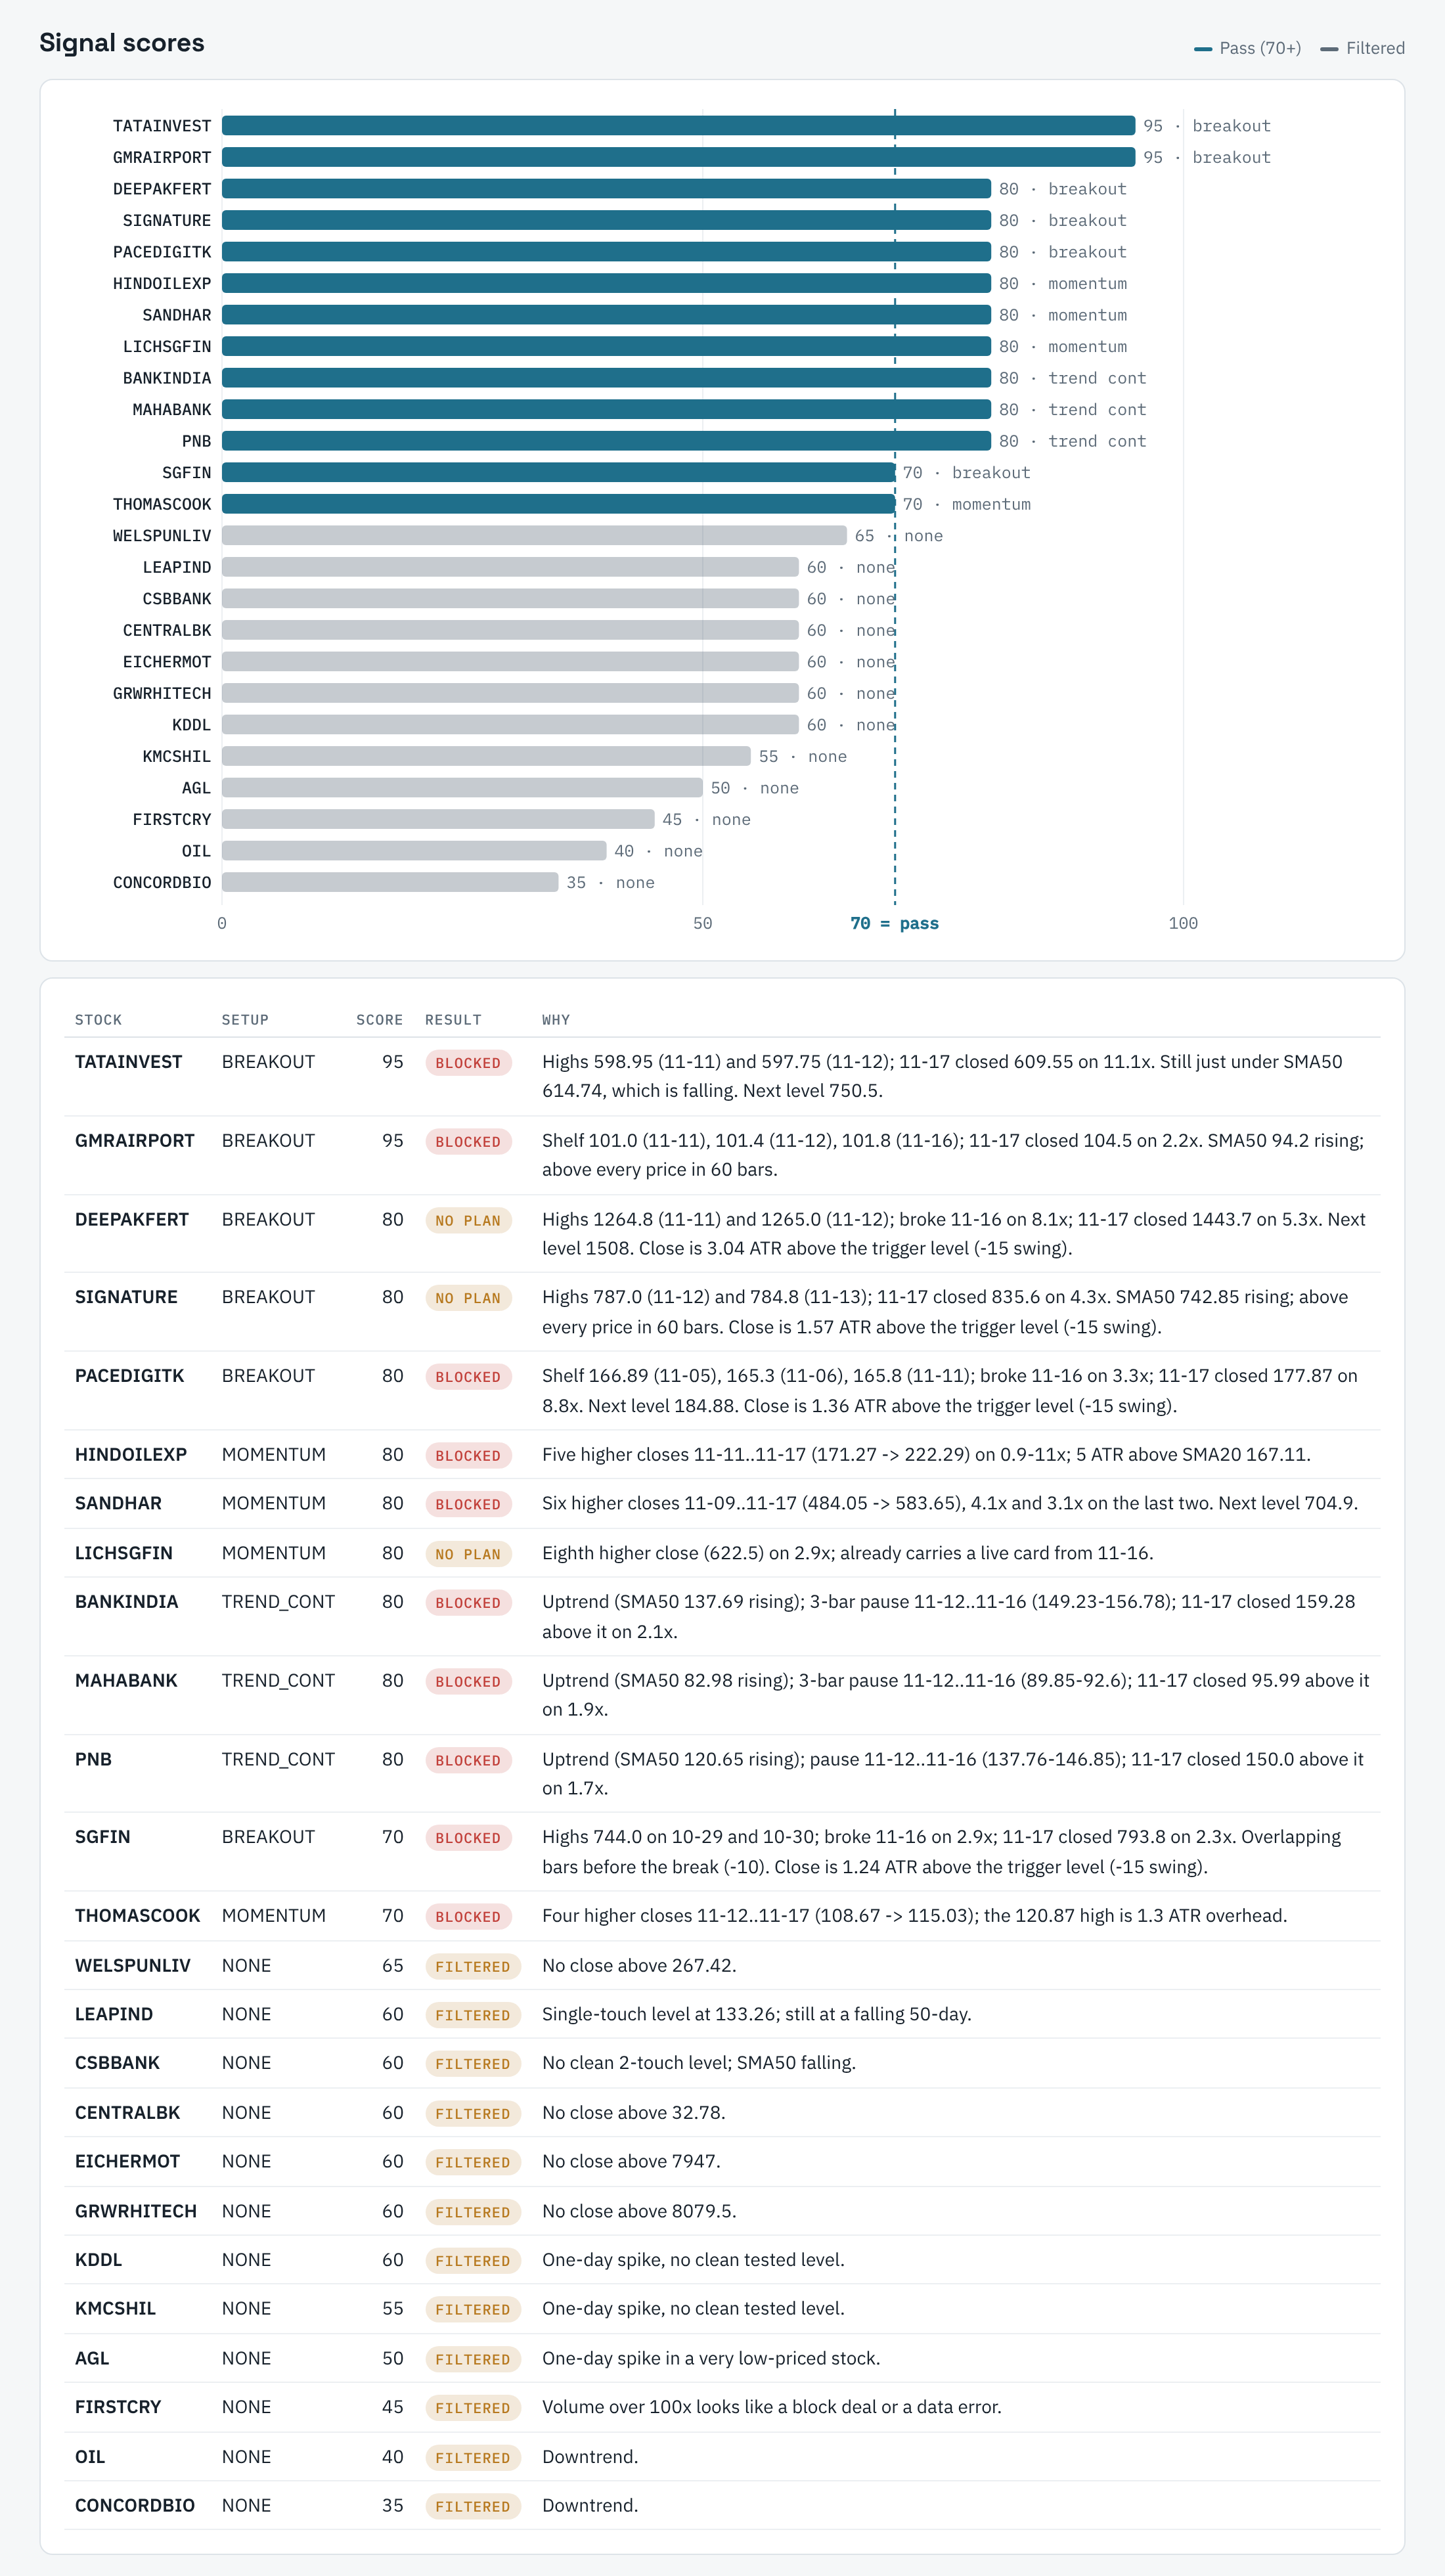 Signal scores
Pass (70+) Filtered
TATAINVEST 95 · breakout
GMRAIRPORT 95 · breakout
DEEPAKFERT 80 · breakout
SIGNATURE 80 · breakout
PACEDIGITK 80 · breakout
HINDOILEXP 80 · momentum
SANDHAR 80 · momentum
LICHSGFIN 80 · momentum
BANKINDIA 80 · trend cont
MAHABANK 80 · trend cont
PNB 80 · trend cont
SGFIN 70 · breakout
THOMASCOOK 70 · momentum
WELSPUNLIV 65 · none
LEAPIND 60 · none
CSBBANK 60 · none
CENTRALBK 60 · none
EICHERMOT 60 · none
GRWRHITECH 60 · none
KDDL 60 · none
KMCSHIL 55 · none
AGL 50 · none
FIRSTCRY 45 · none
OIL 40 · none
CONCORDBIO 35 · none
0 50 70 = pass 100
STOCK SETUP SCORE RESULT WHY
TATAINVEST BREAKOUT 95 BLOCKED Highs 598.95 (11-11) and 597.75 (11-12); 11-17 closed 609.55 on 11.1x. Still just under SMA50
614.74, which is falling. Next level 750.5.
GMRAIRPORT BREAKOUT 95 BLOCKED Shelf 101.0 (11-11), 101.4 (11-12), 101.8 (11-16); 11-17 closed 104.5 on 2.2x. SMA50 94.2 rising;
above every price in 60 bars.
DEEPAKFERT BREAKOUT 80 NO PLAN Highs 1264.8 (11-11) and 1265.0 (11-12); broke 11-16 on 8.1x; 11-17 closed 1443.7 on 5.3x. Next
level 1508. Close is 3.04 ATR above the trigger level (-15 swing).
SIGNATURE BREAKOUT 80 NO PLAN Highs 787.0 (11-12) and 784.8 (11-13); 11-17 closed 835.6 on 4.3x. SMA50 742.85 rising; above
every price in 60 bars. Close is 1.57 ATR above the trigger level (-15 swing).
PACEDIGITK BREAKOUT 80 BLOCKED Shelf 166.89 (11-05), 165.3 (11-06), 165.8 (11-11); broke 11-16 on 3.3x; 11-17 closed 177.87 on
8.8x. Next level 184.88. Close is 1.36 ATR above the trigger level (-15 swing).
HINDOILEXP MOMENTUM 80 BLOCKED Five higher closes 11-11..11-17 (171.27 -> 222.29) on 0.9-11x; 5 ATR above SMA20 167.11.
SANDHAR MOMENTUM 80 BLOCKED Six higher closes 11-09..11-17 (484.05 -> 583.65), 4.1x and 3.1x on the last two. Next level 704.9.
LICHSGFIN MOMENTUM 80 NO PLAN Eighth higher close (622.5) on 2.9x; already carries a live card from 11-16.
BANKINDIA TREND_CONT 80 BLOCKED Uptrend (SMA50 137.69 rising); 3-bar pause 11-12..11-16 (149.23-156.78); 11-17 closed 159.28
above it on 2.1x.
MAHABANK TREND_CONT 80 BLOCKED Uptrend (SMA50 82.98 rising); 3-bar pause 11-12..11-16 (89.85-92.6); 11-17 closed 95.99 above it
on 1.9x.
PNB TREND_CONT 80 BLOCKED Uptrend (SMA50 120.65 rising); pause 11-12..11-16 (137.76-146.85); 11-17 closed 150.0 above it
on 1.7x.
SGFIN BREAKOUT 70 BLOCKED Highs 744.0 on 10-29 and 10-30; broke 11-16 on 2.9x; 11-17 closed 793.8 on 2.3x. Overlapping
bars before the break (-10). Close is 1.24 ATR above the trigger level (-15 swing).
THOMASCOOK MOMENTUM 70 BLOCKED Four higher closes 11-12..11-17 (108.67 -> 115.03); the 120.87 high is 1.3 ATR overhead.
WELSPUNLIV NONE 65 FILTERED No close above 267.42.
LEAPIND NONE 60 FILTERED Single-touch level at 133.26; still at a falling 50-day.
CSBBANK NONE 60 FILTERED No clean 2-touch level; SMA50 falling.
CENTRALBK NONE 60 FILTERED No close above 32.78.
EICHERMOT NONE 60 FILTERED No close above 7947.
GRWRHITECH NONE 60 FILTERED No close above 8079.5.
KDDL NONE 60 FILTERED One-day spike, no clean tested level.
KMCSHIL NONE 55 FILTERED One-day spike, no clean tested level.
AGL NONE 50 FILTERED One-day spike in a very low-priced stock.
FIRSTCRY NONE 45 FILTERED Volume over 100x looks like a block deal or a data error.
OIL NONE 40 FILTERED Downtrend.
CONCORDBIO NONE 35 FILTERED Downtrend.